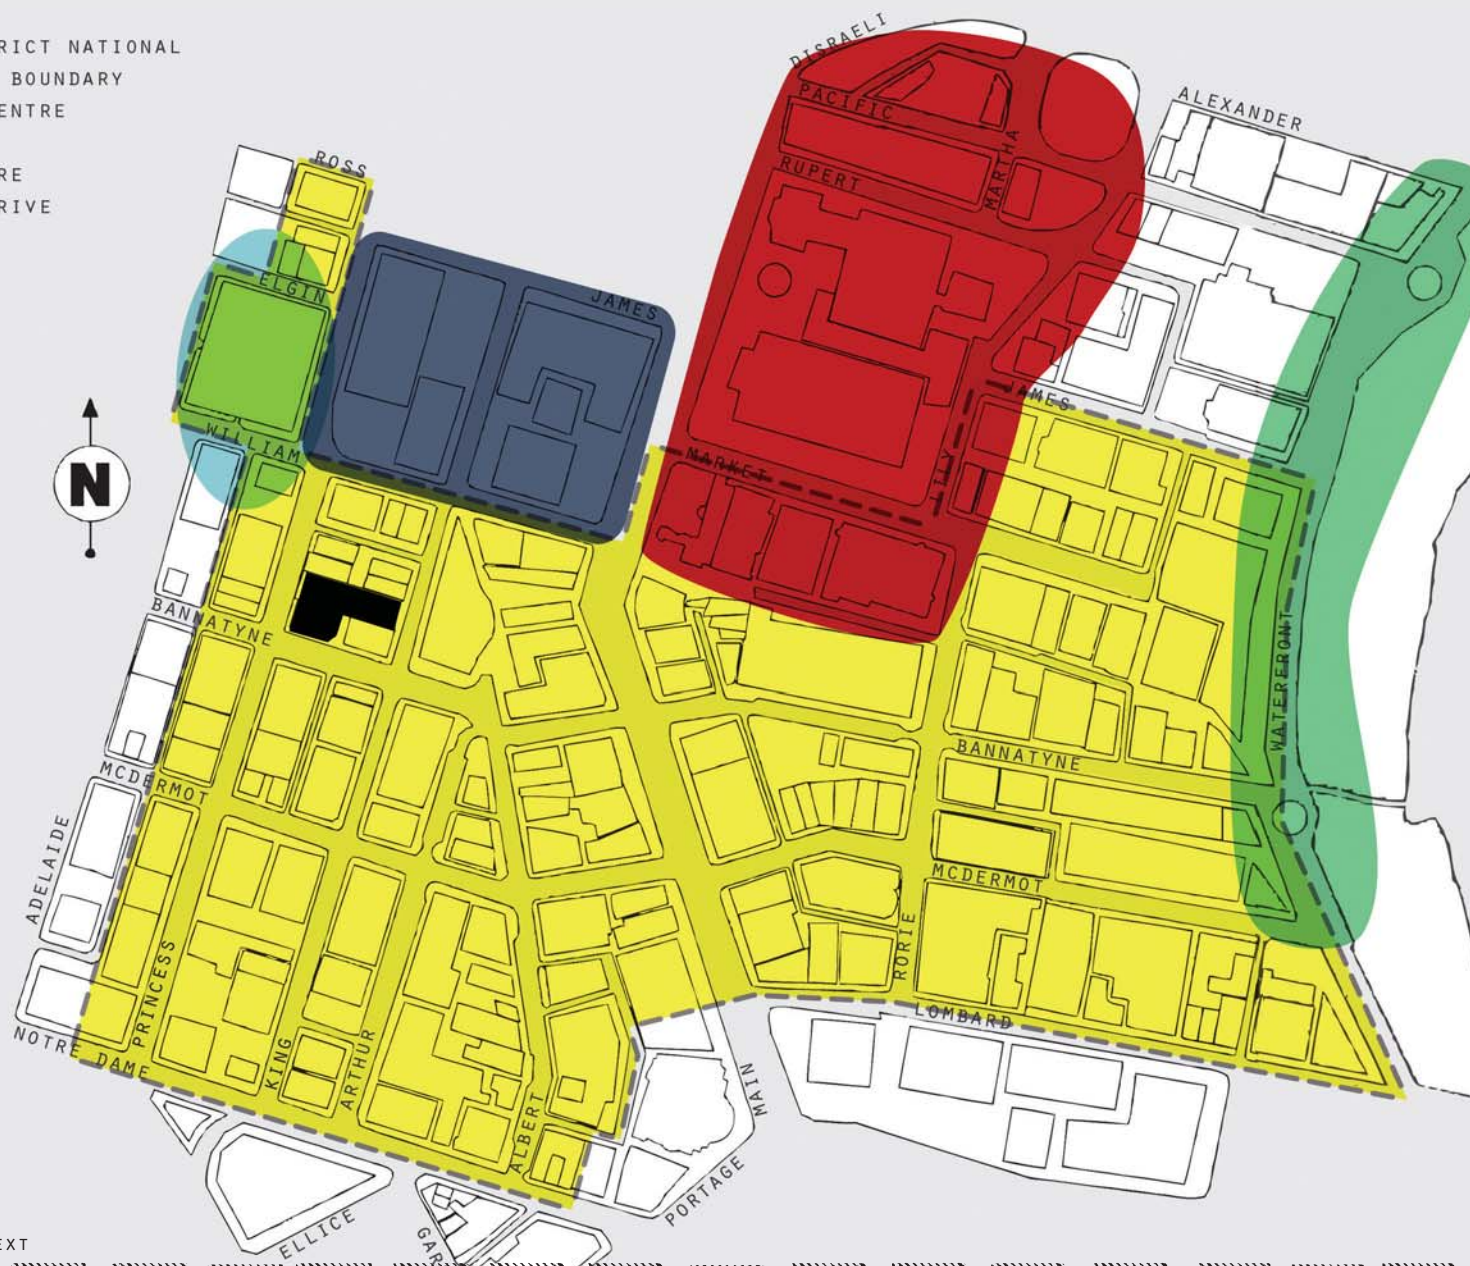 RICT NATIONAL
BOUNDARY
ENTRE
RE
RIVE
DISRAELI
PACIFIC
ALEXANDER
MARTHA
RUPERT
ROSS
ELGIN
JAMES
JAMES
WILLIAM
MARKET
LILY
N
BANNATYNE
WATERFRONT
BANNATYNE
MCDERMOT
ADELAIDE
MCDERMOT
RORIE
PRINCESS
LOMBARD
NOTRE DAME
KING
ARTHUR
ALBERT
MAIN
PORTAGE
ELLICE
GAR
EXT